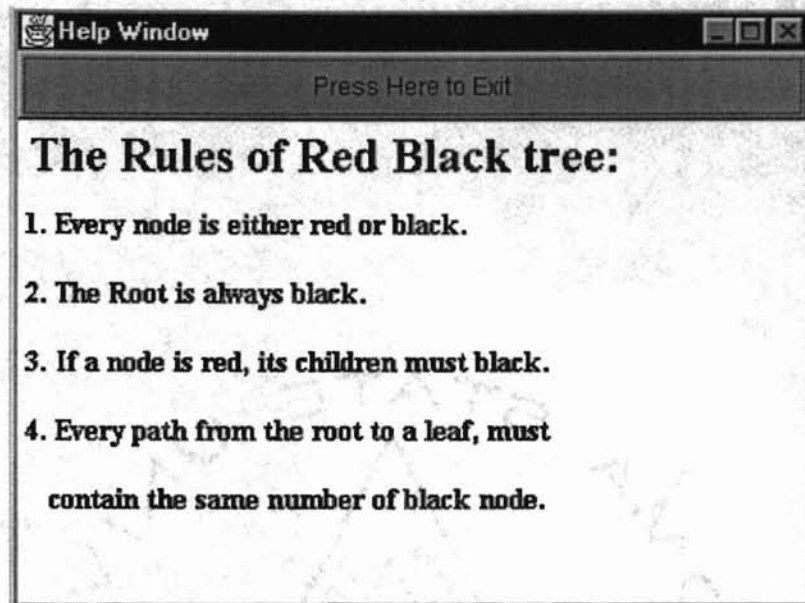 Help Window
Press Here to Exit
The Rules of Red Black tree:
1. Every node is either red or black.
2. The Root is always black.
3. If a node is red, its children must black.
4. Every path from the root to a leaf, must
contain the same number of black node.